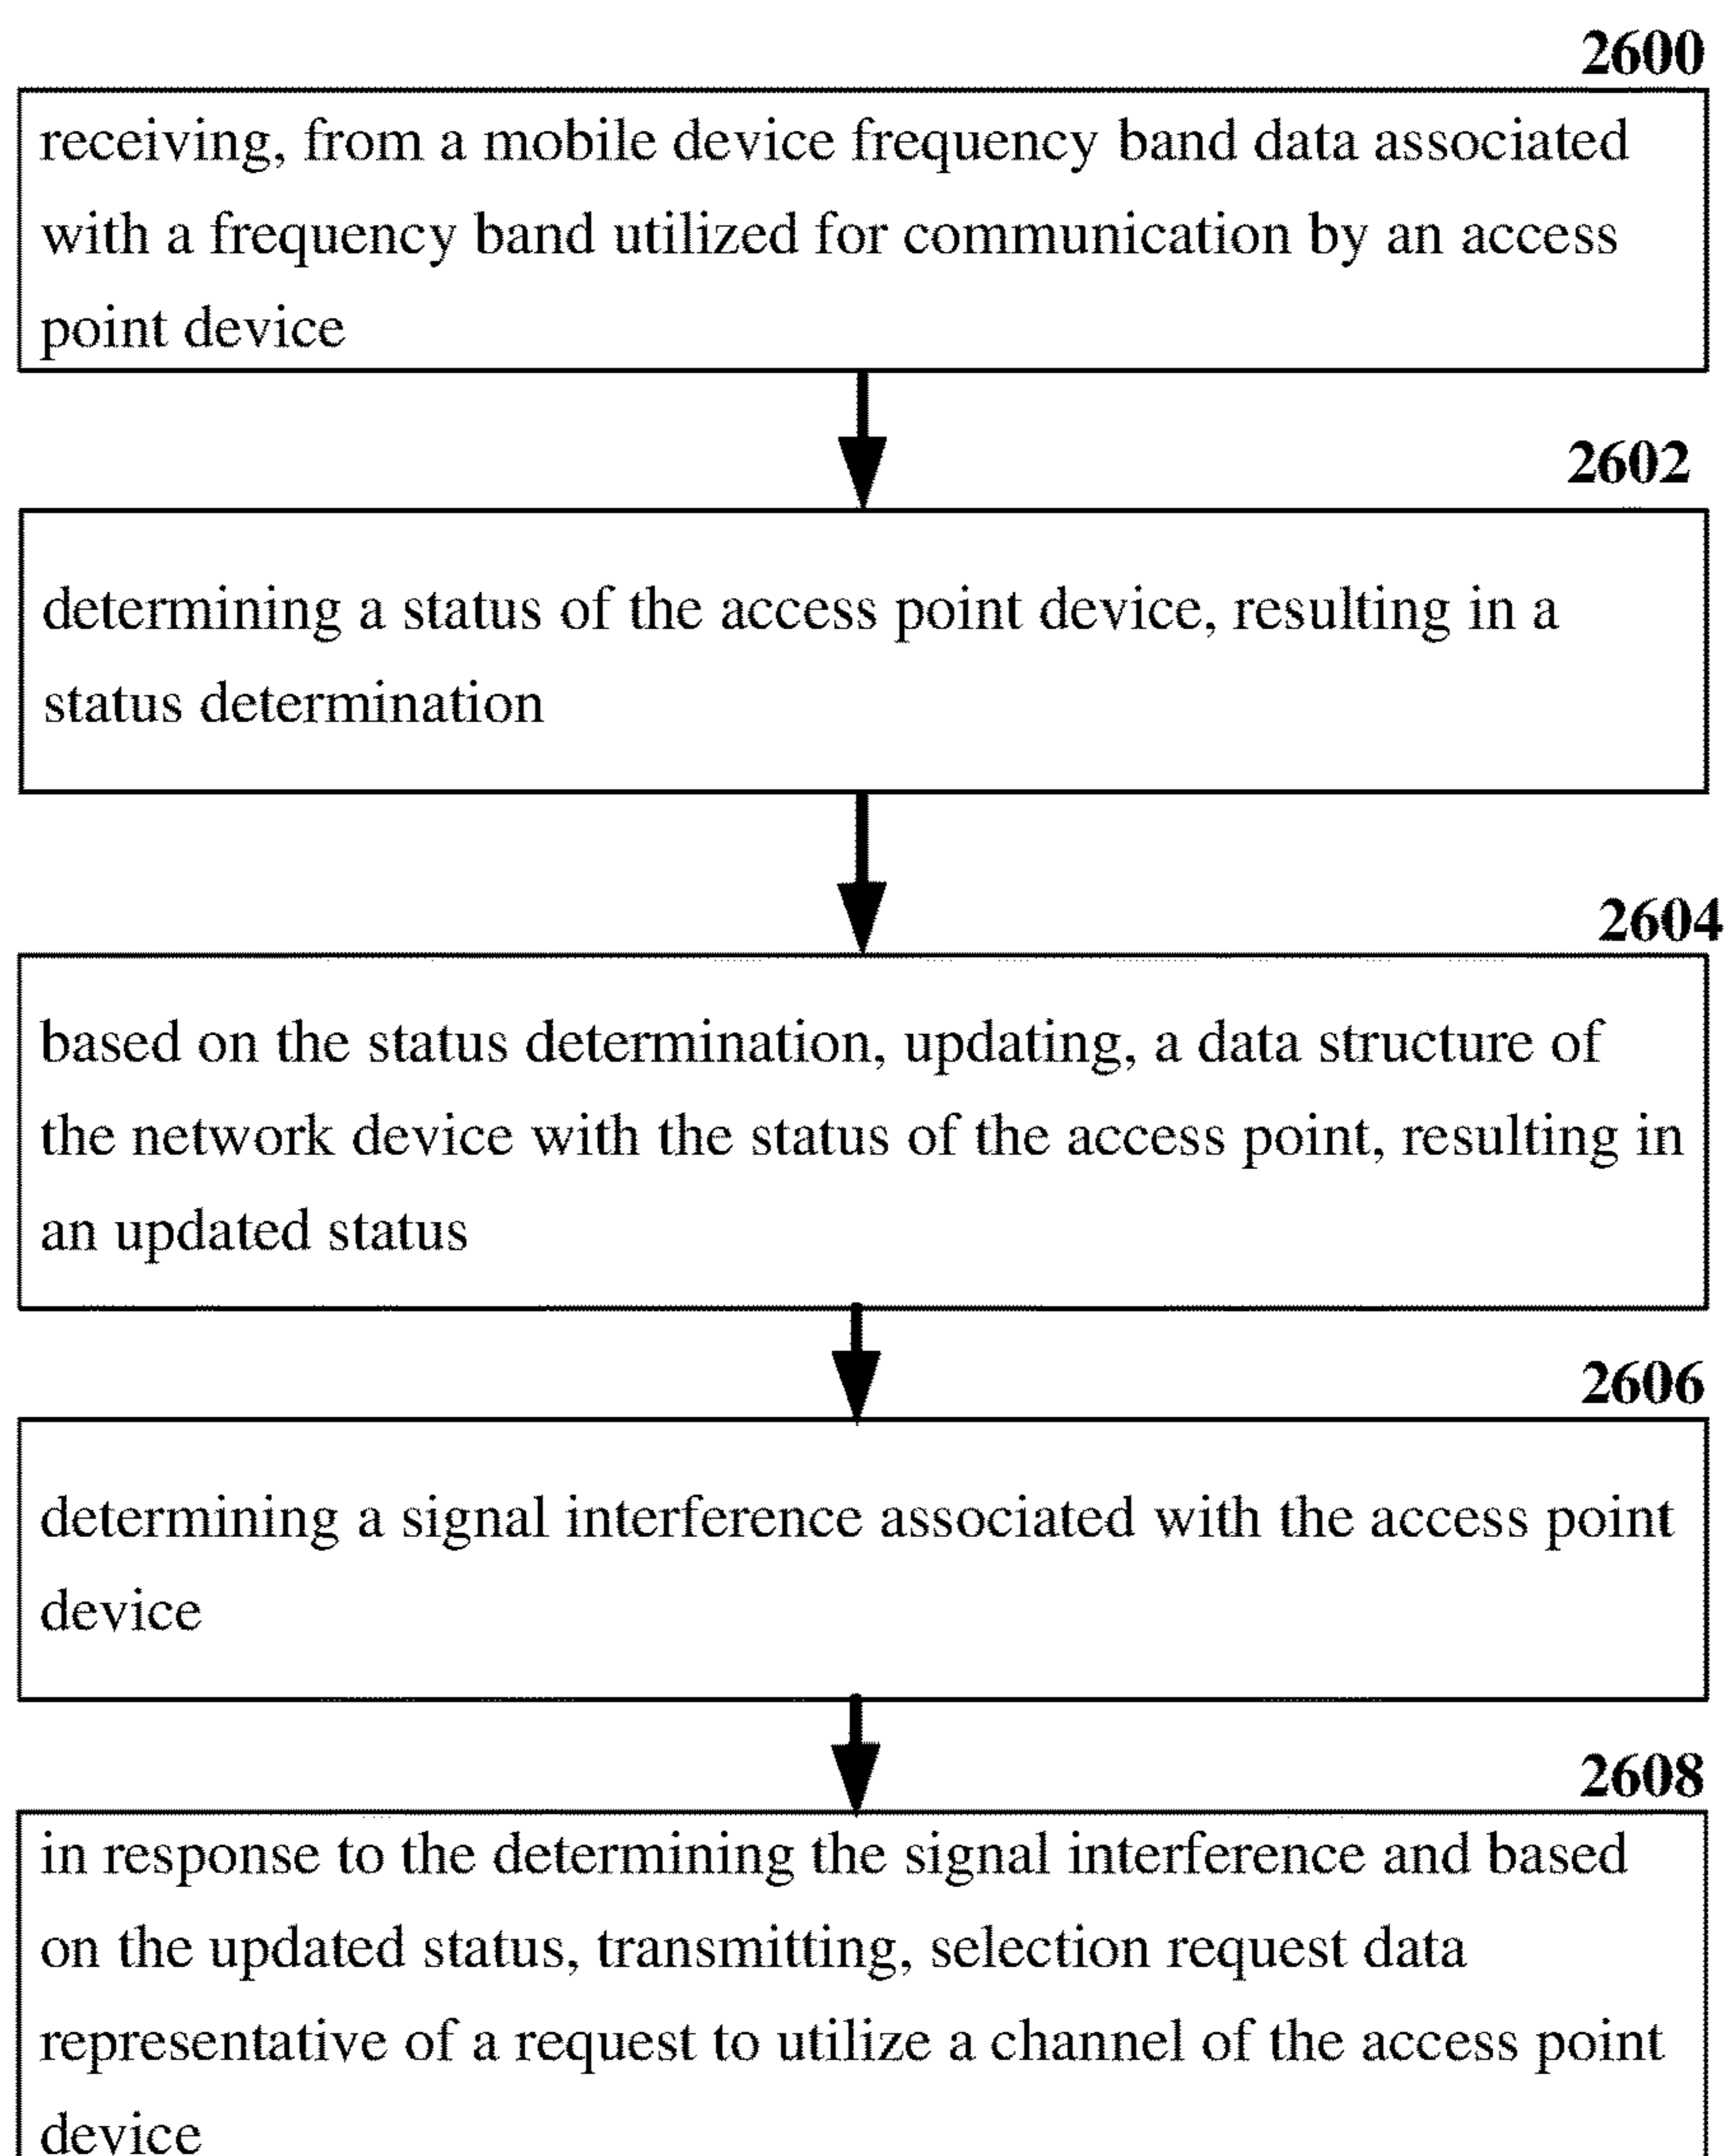 2600
receiving, from a mobile device frequency band data associated
with a frequency band utilized for communication by an access
point device
2602
determining a status of the access point device, resulting in a
status determination
2604
based on the status determination, updating, a data structure of
the network device with the status of the access point, resulting in
an updated status
2606
determining a signal interference associated with the access point
device
2608
in response to the determining the signal interference and based
on the updated status, transmitting, selection request data
representative of a request to utilize a channel of the access point
device